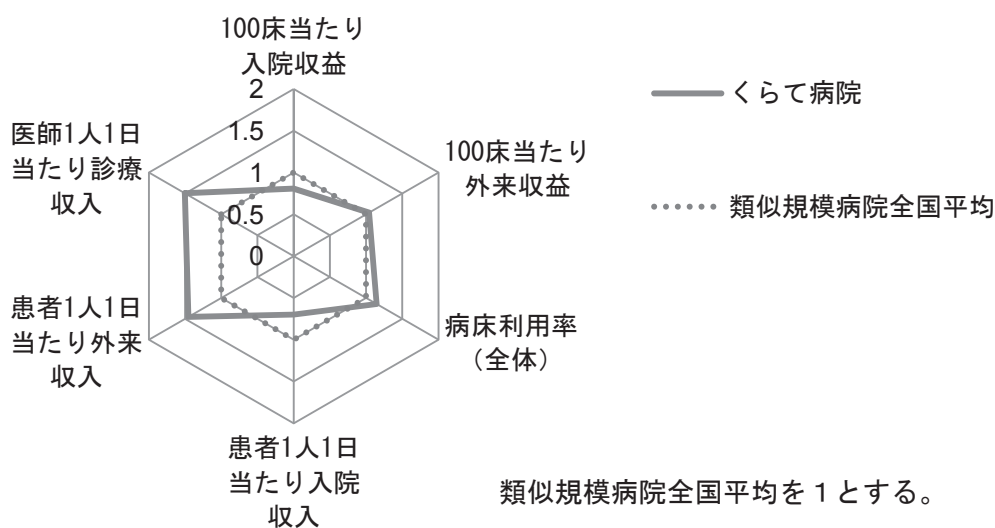 100床当たり
入院収益
2
1.5
1
0.5
0
100床当たり
外来収益
病床利用率
（全体）
患者1人1日
当たり入院
収入
患者1人1日
当たり外来
収入
医師1人1日
当たり診療
収入
くらて病院
類似規模病院全国平均
類似規模病院全国平均を１とする。